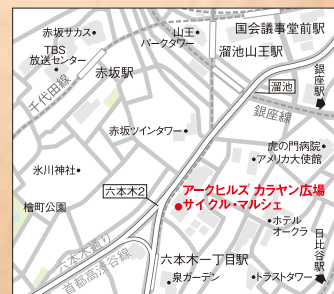 赤坂サカス
山王
パークタワー
国会議事堂前駅
溜池山王駅
TBS
放送センター
赤坂駅
千代田線
溜池
銀座駅
銀座線
赤坂ツインタワー
虎の門病院
アメリカ大使館
氷川神社
六本木2
アークヒルズ カラヤン広場
サイクル・マルシェ
檜町公園
ホテル
オークラ
日比谷駅
六本木通り
首都高渋谷線
六本木一丁目駅
泉ガーデン
トラストタワー